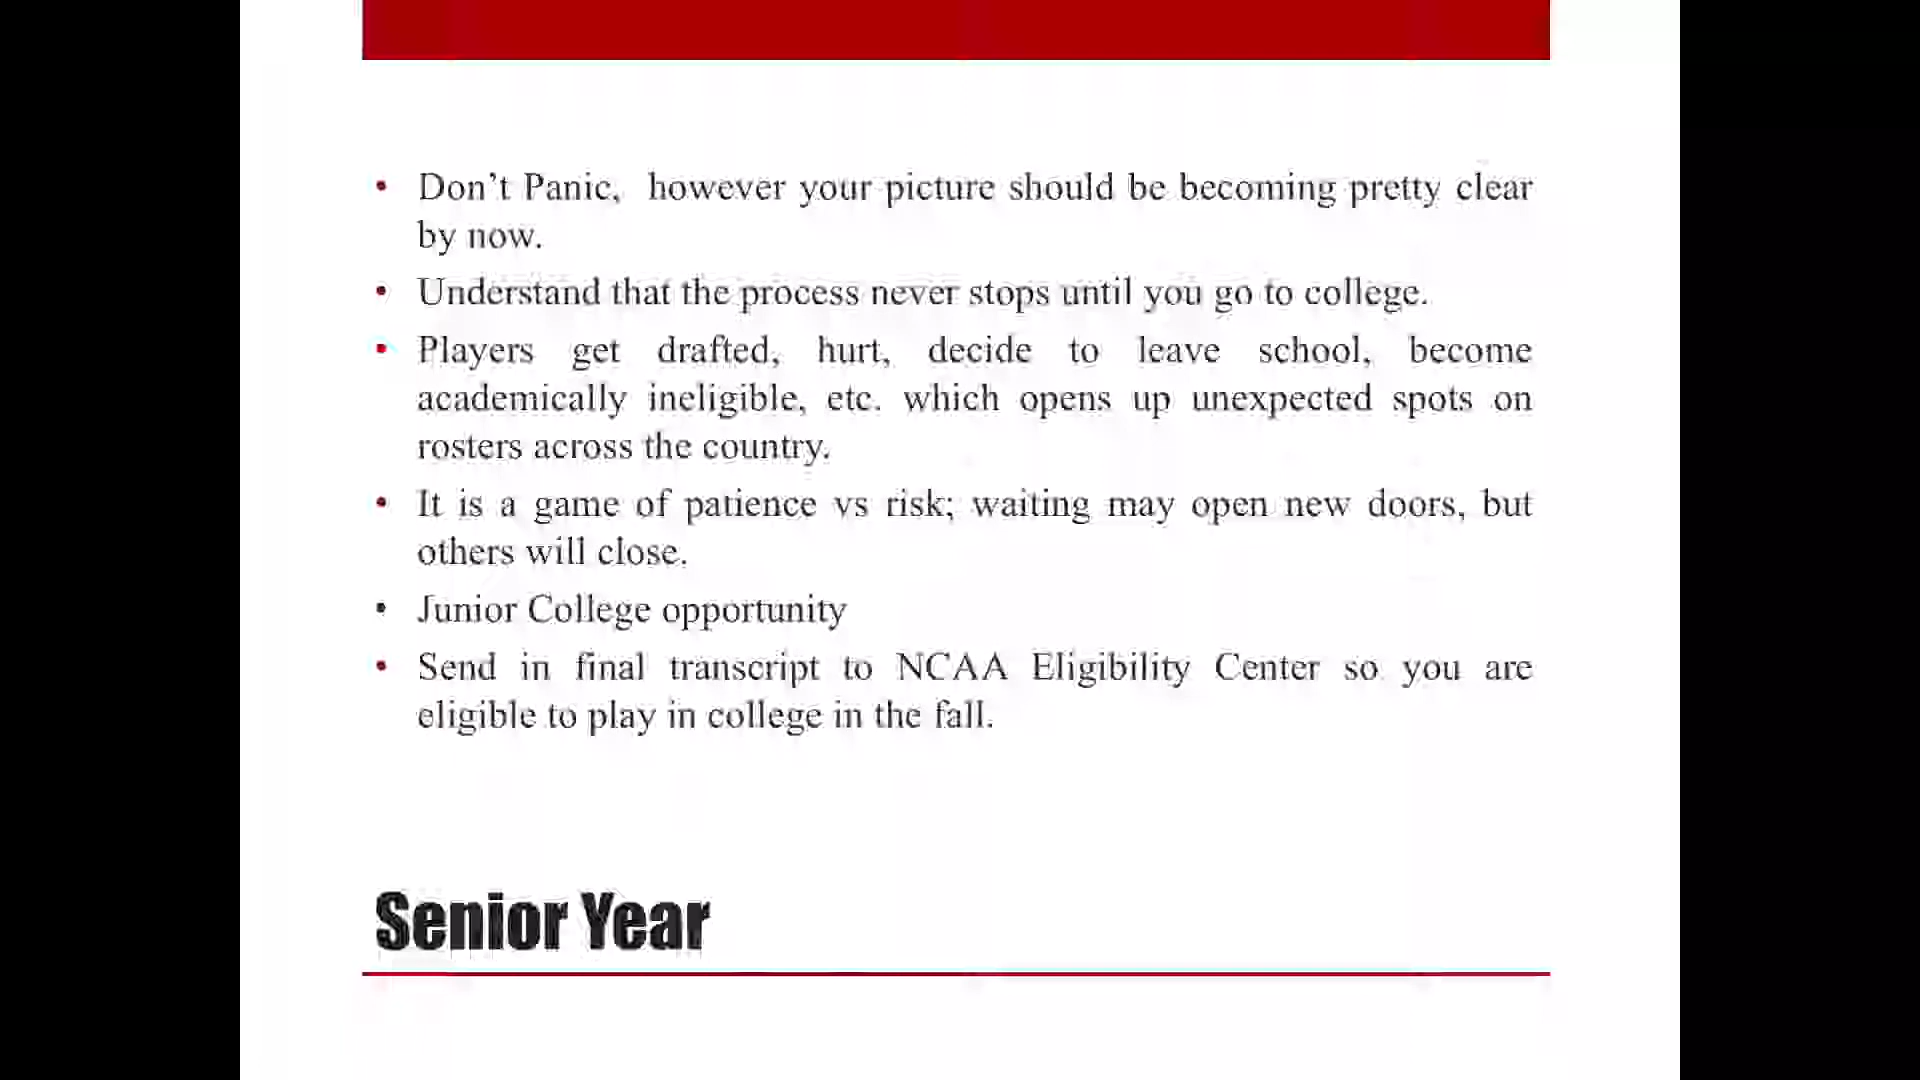 • Don't Panic, however your picture should be becoming pretty clear
by now.
• Understand that the process never stops until you go to college.
• Players get drafted, hurt, decide to leave school, become
academically ineligible, etc. which opens up unexpected spots on
rosters across the country.
• It is a game of patience vs risk; waiting may open new doors, but
others will close.
• Junior College opportunity
• Send in final transcript to NCAA Eligibility Center so you are
eligible to play in college in the fall.
Senior Year